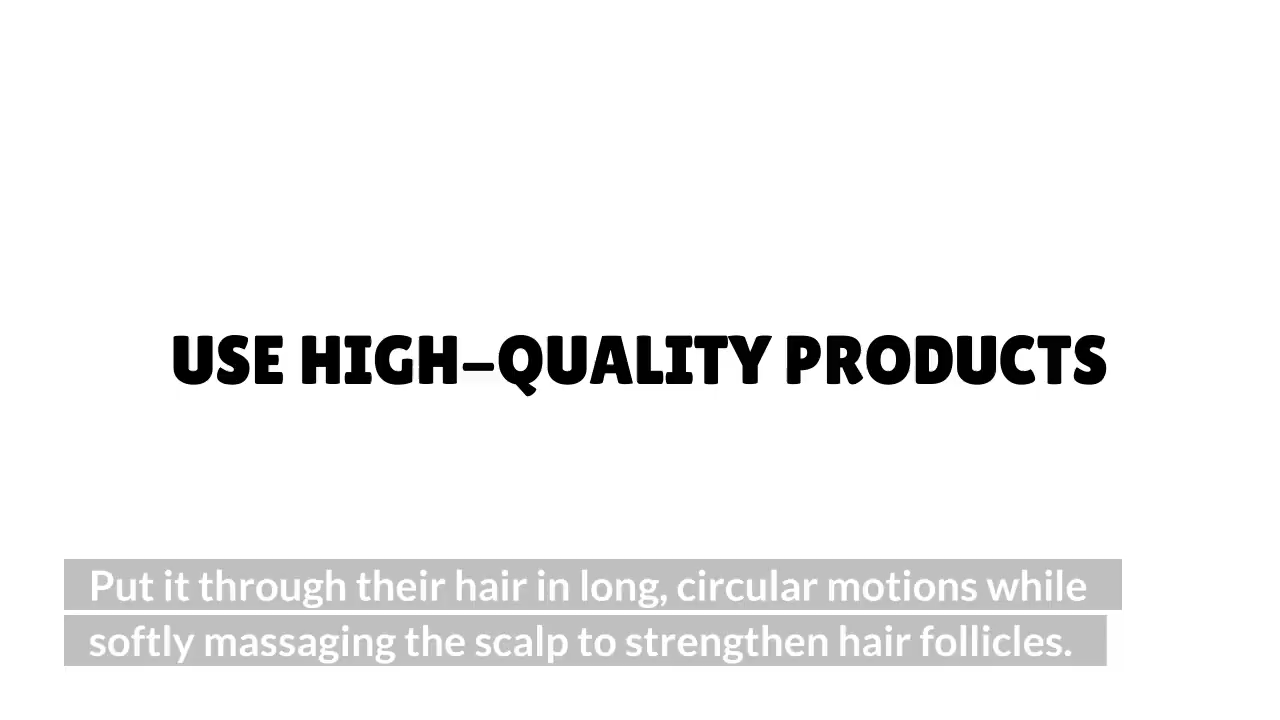 USE HIGH-QUALITY PRODUCTS
Put it through their hair in long, circular motions while
softly massaging the scalp to strengthen hair follicles.